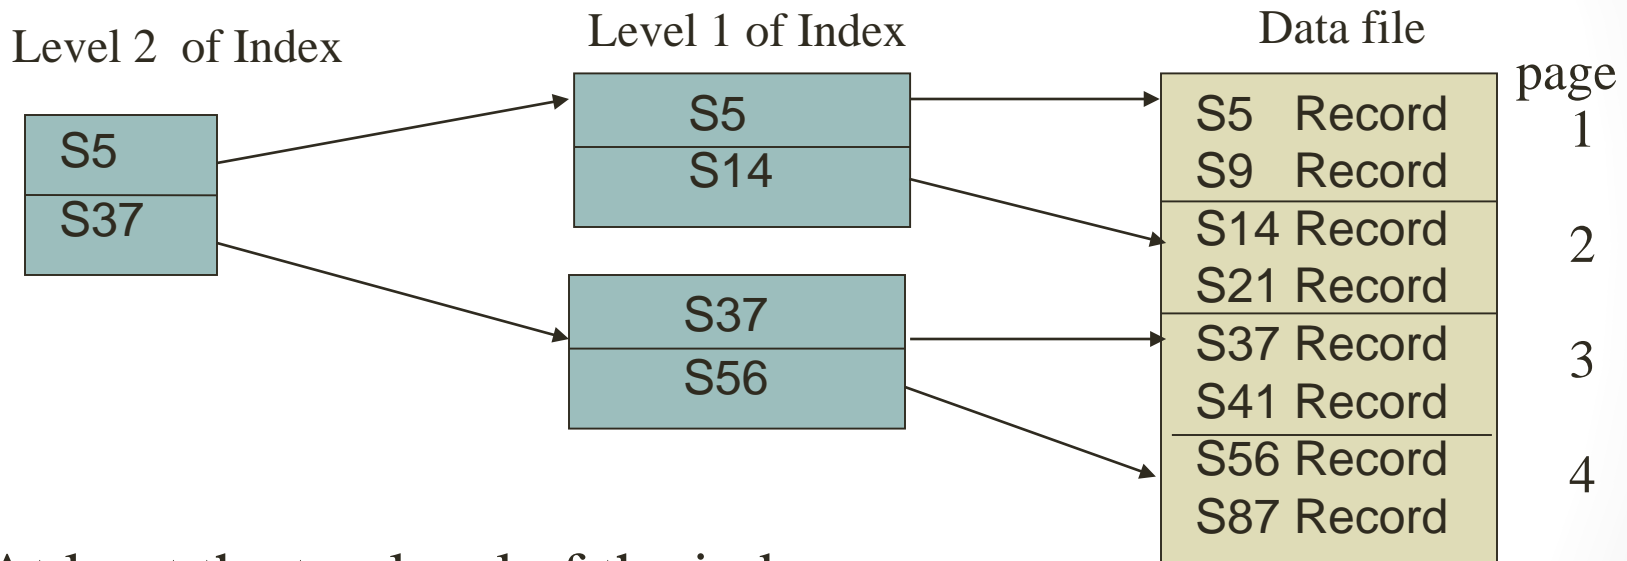 Level 2 of Index
Level 1 of Index
Data file
page
S5
S37
S5
S14
S37
S56
S5 Record
S9 Record
S14 Record
S21 Record
S37 Record
S41 Record
S56 Record
S87 Record
1
2
3
4